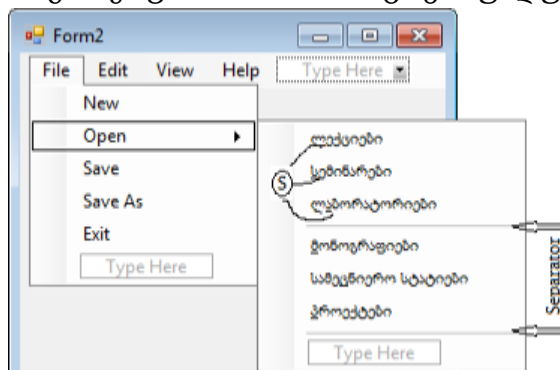 Form2
File Edit View Help Type Here
New
Open
Save
Save As
Exit
Type Here
ლექციები
სემინარები
ლაბორატორიები
მონოგრაფიები
სამეცნიერო სტატიები
პროექტები
Type Here
S
Separator